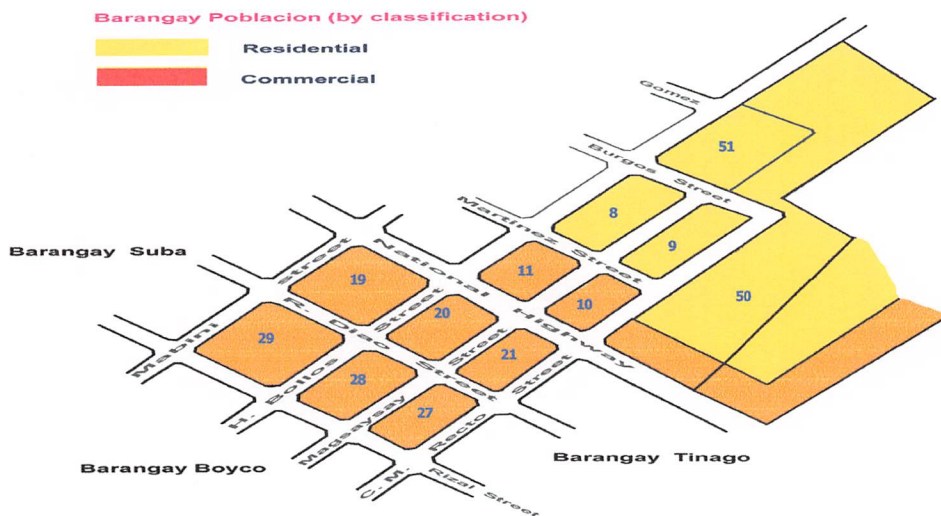 Barangay Poblacion (by classification)
Residential
Commercial
Gomez
51
Burgos Street
8
Martinez Street
9
Barangay Suba
Mabini Street
National Highway
11
19
50
10
20
R. Diao Street
29
21
H. Bollos Street
28
Magsaysay Street
27
C. M. Recto Street
Barangay Tinago
Barangay Boyco
Rizal Street